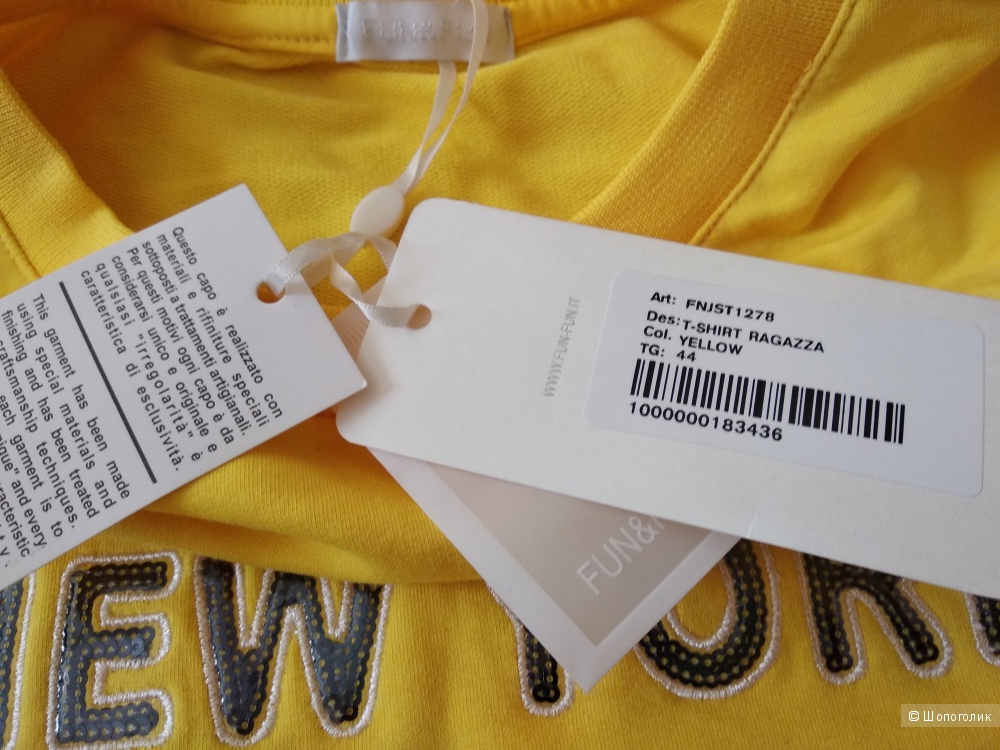 FUN&FUN
Questo capo è realizzato con
materiali e rifiniture speciali
sottoposti a trattamenti artigianali.
Per questi motivi ogni capo è da
considerarsi unico e originale e
qualsiasi "irregolarità" è
caratteristica di esclusività.
This garment has been made
using special materials and
finishing and has been treated
craftsmanship techniques.
each garment is to
and every
WWW.FUN-FUN.IT
Art: FNJST1278
Des: T-SHIRT RAGAZZA
Col. YELLOW
TG: 44
1000000183436
FUN&
EW YOR
© Шопоголик